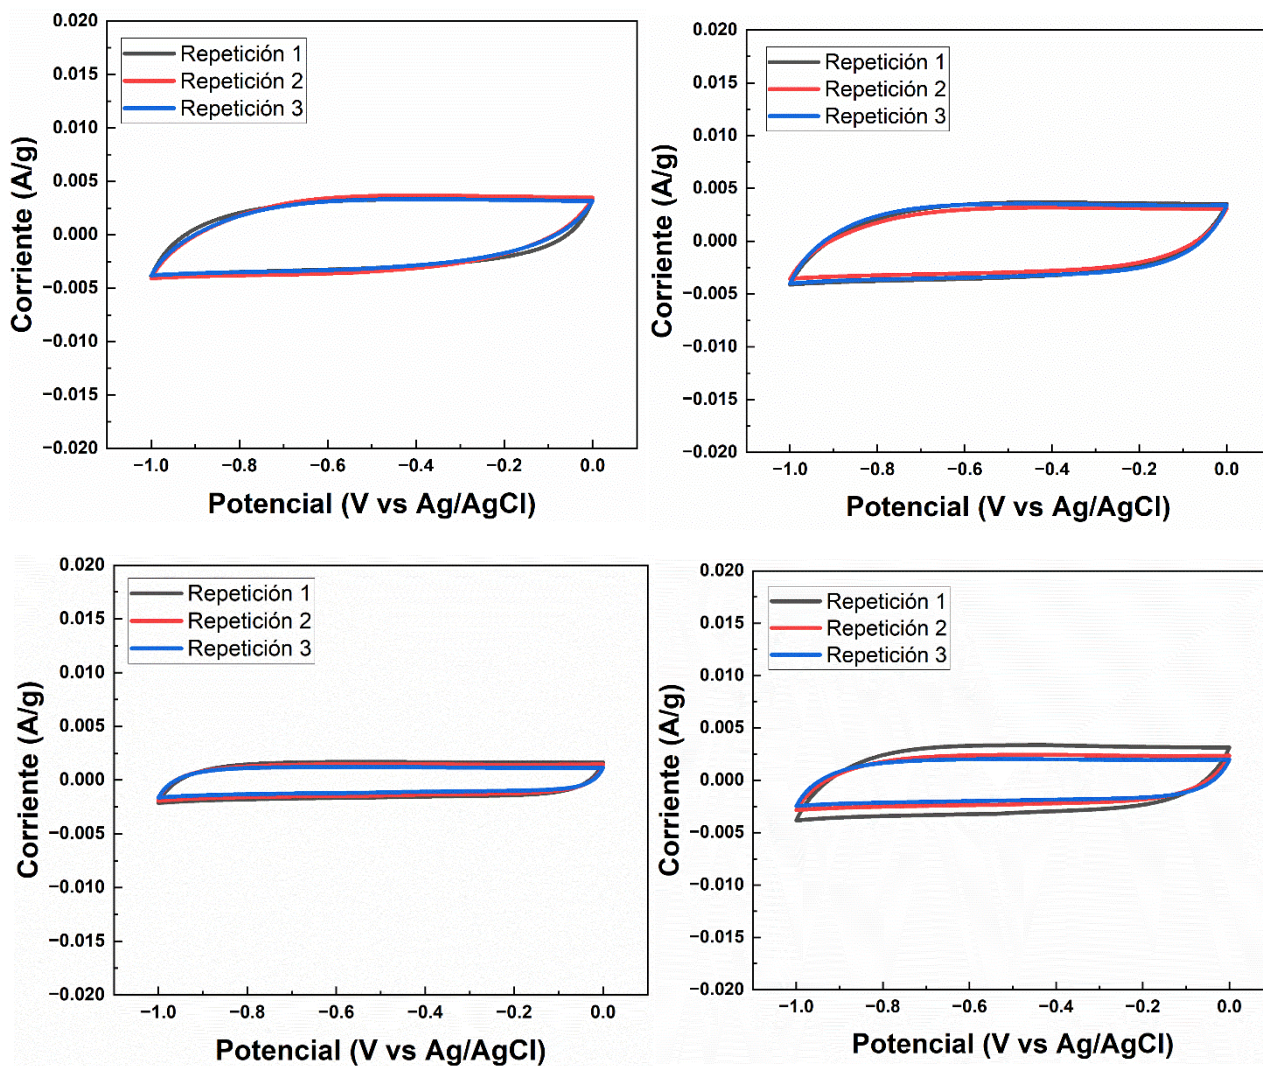 0.020
0.015
0.010
0.005
0.000
−0.005
−0.010
−0.015
−0.020
Corriente (A/g)
Repetición 1
Repetición 2
Repetición 3
−1.0 −0.8 −0.6 −0.4 −0.2 0.0
Potencial (V vs Ag/AgCl)
0.020
0.015
0.010
0.005
0.000
−0.005
−0.010
−0.015
−0.020
Corriente (A/g)
Repetición 1
Repetición 2
Repetición 3
−1.0 −0.8 −0.6 −0.4 −0.2 0.0
Potencial (V vs Ag/AgCl)
0.020
0.015
0.010
0.005
0.000
−0.005
−0.010
−0.015
−0.020
Corriente (A/g)
Repetición 1
Repetición 2
Repetición 3
−1.0 −0.8 −0.6 −0.4 −0.2 0.0
Potencial (V vs Ag/AgCl)
0.020
0.015
0.010
0.005
0.000
−0.005
−0.010
−0.015
−0.020
Corriente (A/g)
Repetición 1
Repetición 2
Repetición 3
−1.0 −0.8 −0.6 −0.4 −0.2 0.0
Potencial (V vs Ag/AgCl)